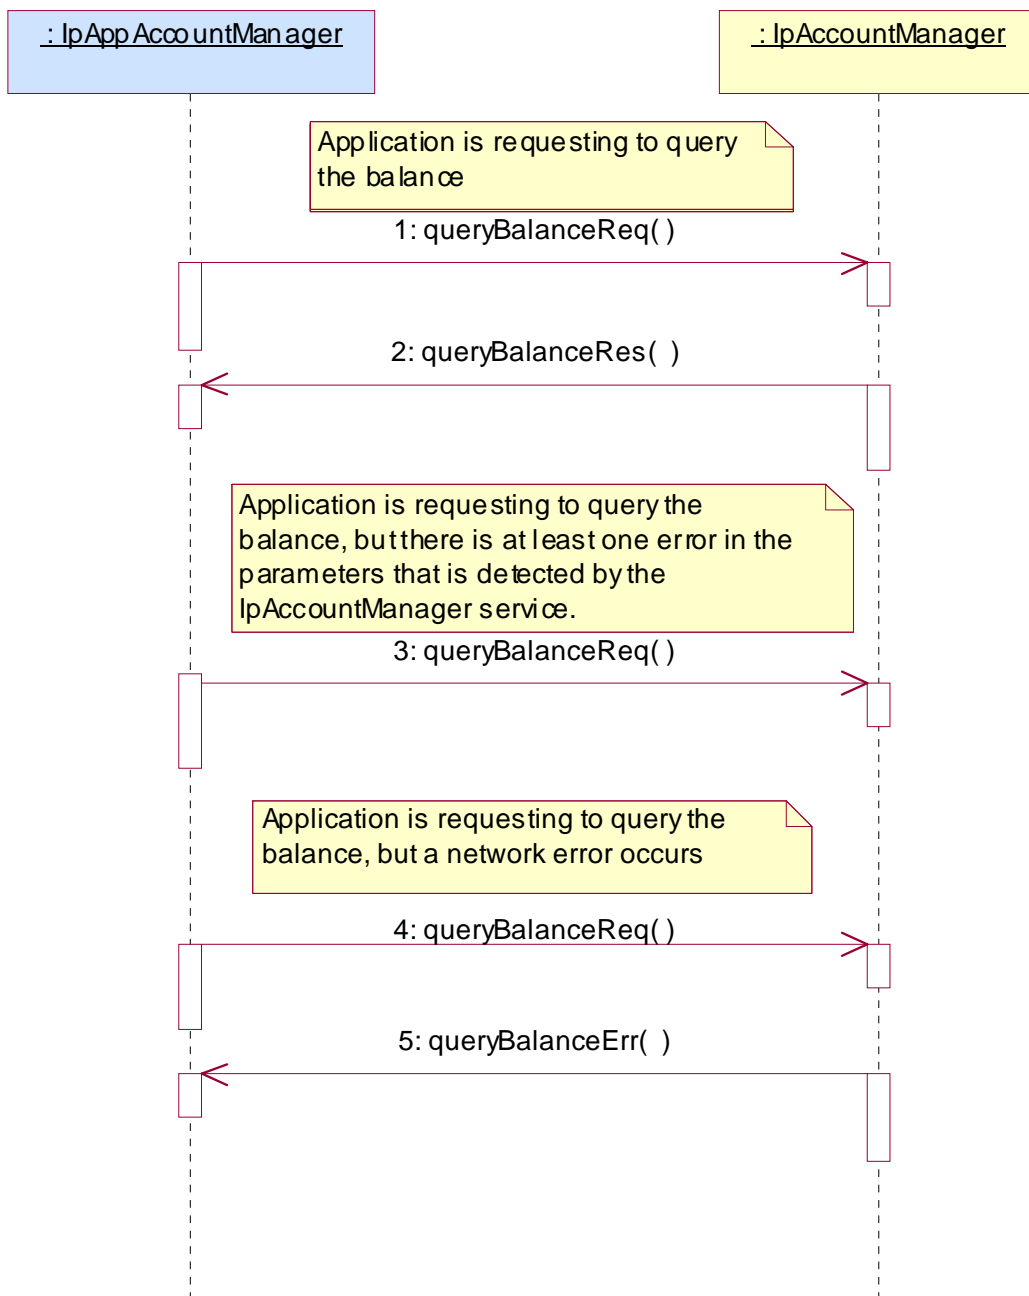 : IpAppAccountManager
: IpAccountManager
Application is requesting to query
the balance
1: queryBalanceReq( )
2: queryBalanceRes( )
Application is requesting to query the
balance, but there is at least one error in the
parameters that is detected by the
IpAccountManager service.
3: queryBalanceReq( )
Application is requesting to query the
balance, but a network error occurs
4: queryBalanceReq( )
5: queryBalanceErr( )